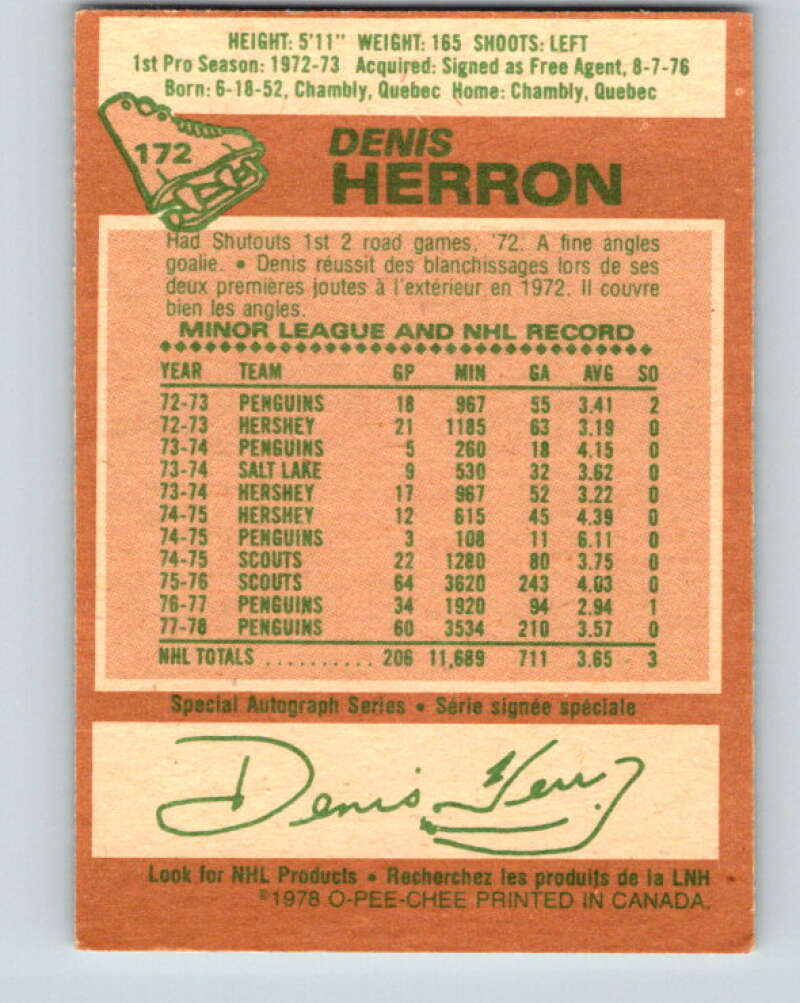 HEIGHT: 5'11" WEIGHT: 165 SHOOTS: LEFT
1st Pro Season: 1972-73 Acquired: Signed as Free Agent, 8-7-76
Born: 6-18-52, Chambly, Quebec Home: Chambly, Quebec
172
DENIS
HERRON
Had Shutouts 1st 2 road games, '72. A fine angles
goalie. • Denis réussit des blanchissages lors de ses
deux premières joutes à l'extérieur en 1972. Il couvre
bien les angles.
MINOR LEAGUE AND NHL RECORD
YEAR TEAM GP MIN GA AVG SO
72-73 PENGUINS 18 967 55 3.41 2
72-73 HERSHEY 21 1185 63 3.19 0
73-74 PENGUINS 5 260 18 4.15 0
73-74 SALT LAKE 9 530 32 3.62 0
73-74 HERSHEY 17 967 52 3.22 0
74-75 HERSHEY 12 615 45 4.39 0
74-75 PENGUINS 3 108 11 6.11 0
74-75 SCOUTS 22 1280 80 3.75 0
75-76 SCOUTS 64 3620 243 4.03 0
76-77 PENGUINS 34 1920 94 2.94 1
77-78 PENGUINS 60 3534 210 3.57 0
NHL TOTALS .......... 206 11,689 711 3.65 3
Special Autograph Series • Série signée spéciale
Denis Herron
Look for NHL Products • Recherchez les produits de la LNH
©1978 O-PEE-CHEE PRINTED IN CANADA.